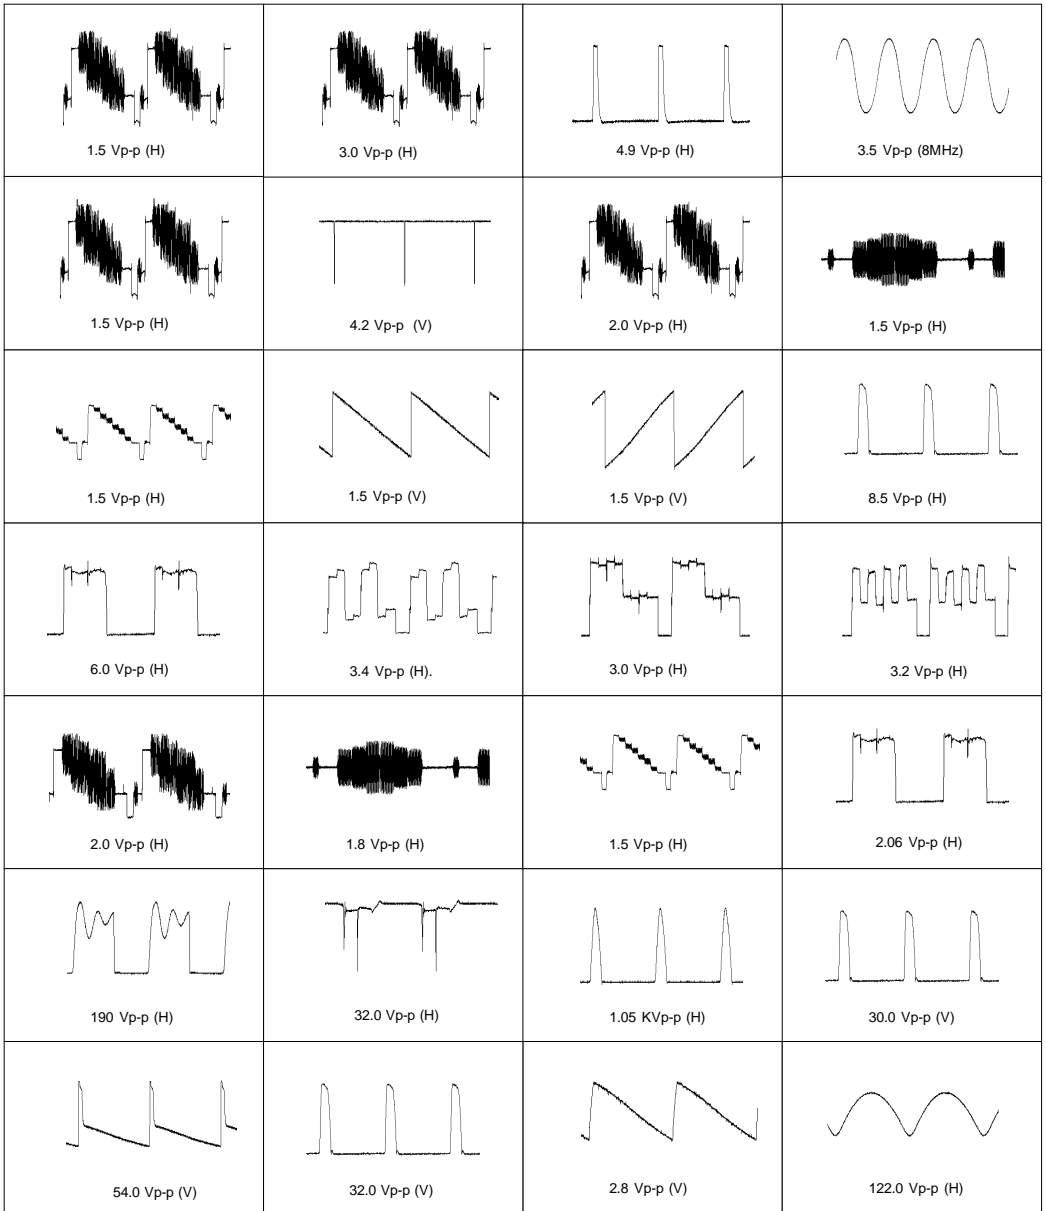 1.5 Vp-p (H)
3.0 Vp-p (H)
4.9 Vp-p (H)
3.5 Vp-p (8MHz)
1.5 Vp-p (H)
4.2 Vp-p (V)
2.0 Vp-p (H)
1.5 Vp-p (H)
1.5 Vp-p (H)
1.5 Vp-p (V)
1.5 Vp-p (V)
8.5 Vp-p (H)
6.0 Vp-p (H)
3.4 Vp-p (H).
3.0 Vp-p (H)
3.2 Vp-p (H)
2.0 Vp-p (H)
1.8 Vp-p (H)
1.5 Vp-p (H)
2.06 Vp-p (H)
190 Vp-p (H)
32.0 Vp-p (H)
1.05 KVp-p (H)
30.0 Vp-p (V)
54.0 Vp-p (V)
32.0 Vp-p (V)
2.8 Vp-p (V)
122.0 Vp-p (H)